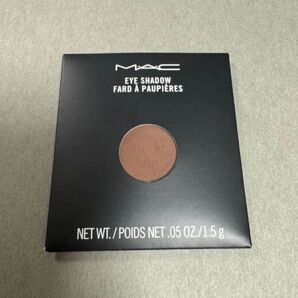 MAC
EYE SHADOW
FARD À PAUPIÈRES
NET WT./POIDS NET .05 OZ./1.5 g